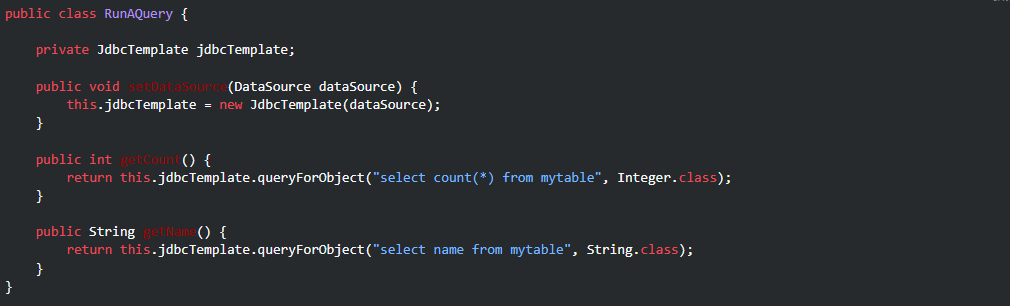 public class RunAQuery {
private JdbcTemplate jdbcTemplate;
public void setDataSource(DataSource dataSource) {
this.jdbcTemplate = new JdbcTemplate(dataSource);
}
public int getCount() {
return this.jdbcTemplate.queryForObject("select count(*) from mytable", Integer.class);
}
public String getName() {
return this.jdbcTemplate.queryForObject("select name from mytable", String.class);
}
}